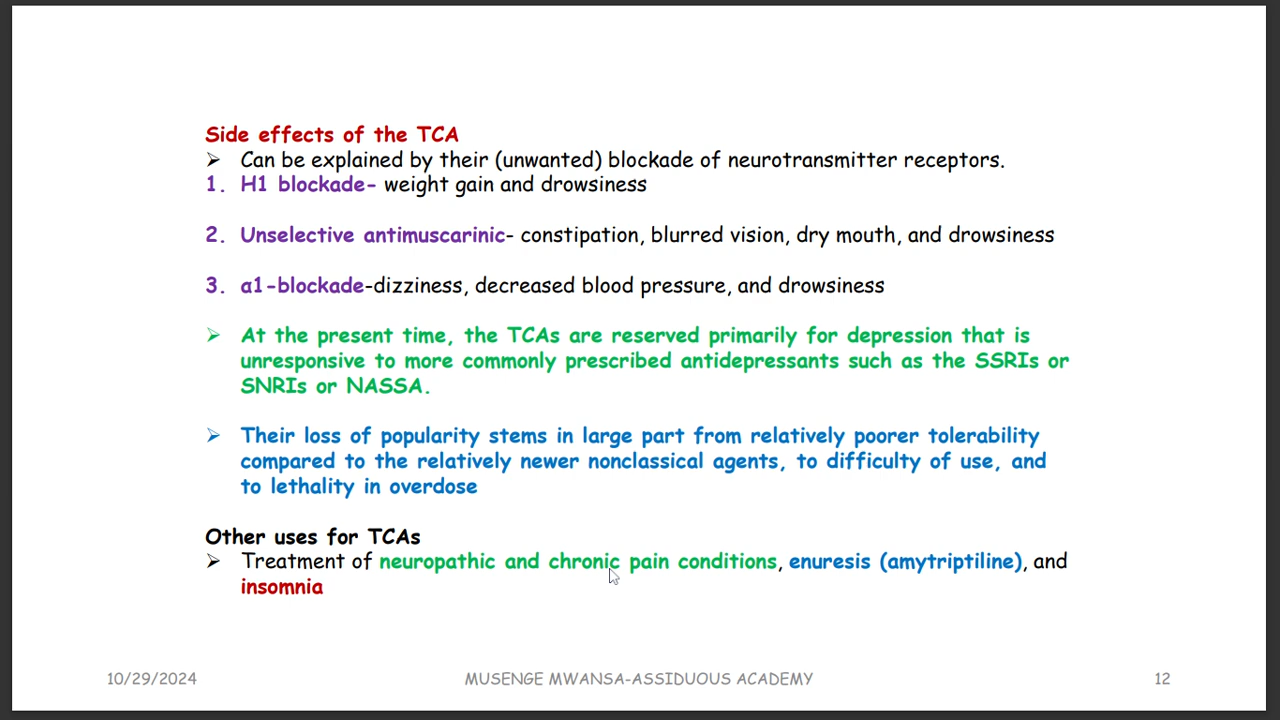 Side effects of the TCA
➢ Can be explained by their (unwanted) blockade of neurotransmitter receptors.
1. H1 blockade- weight gain and drowsiness
2. Unselective antimuscarinic- constipation, blurred vision, dry mouth, and drowsiness
3. α1-blockade-dizziness, decreased blood pressure, and drowsiness
➢ At the present time, the TCAs are reserved primarily for depression that is
unresponsive to more commonly prescribed antidepressants such as the SSRIs or
SNRIs or NASSA.
➢ Their loss of popularity stems in large part from relatively poorer tolerability
compared to the relatively newer nonclassical agents, to difficulty of use, and
to lethality in overdose
Other uses for TCAs
➢ Treatment of neuropathic and chronic pain conditions, enuresis (amytriptiline), and
insomnia
10/29/2024 MUSENGE MWANSA-ASSIDUOUS ACADEMY 12